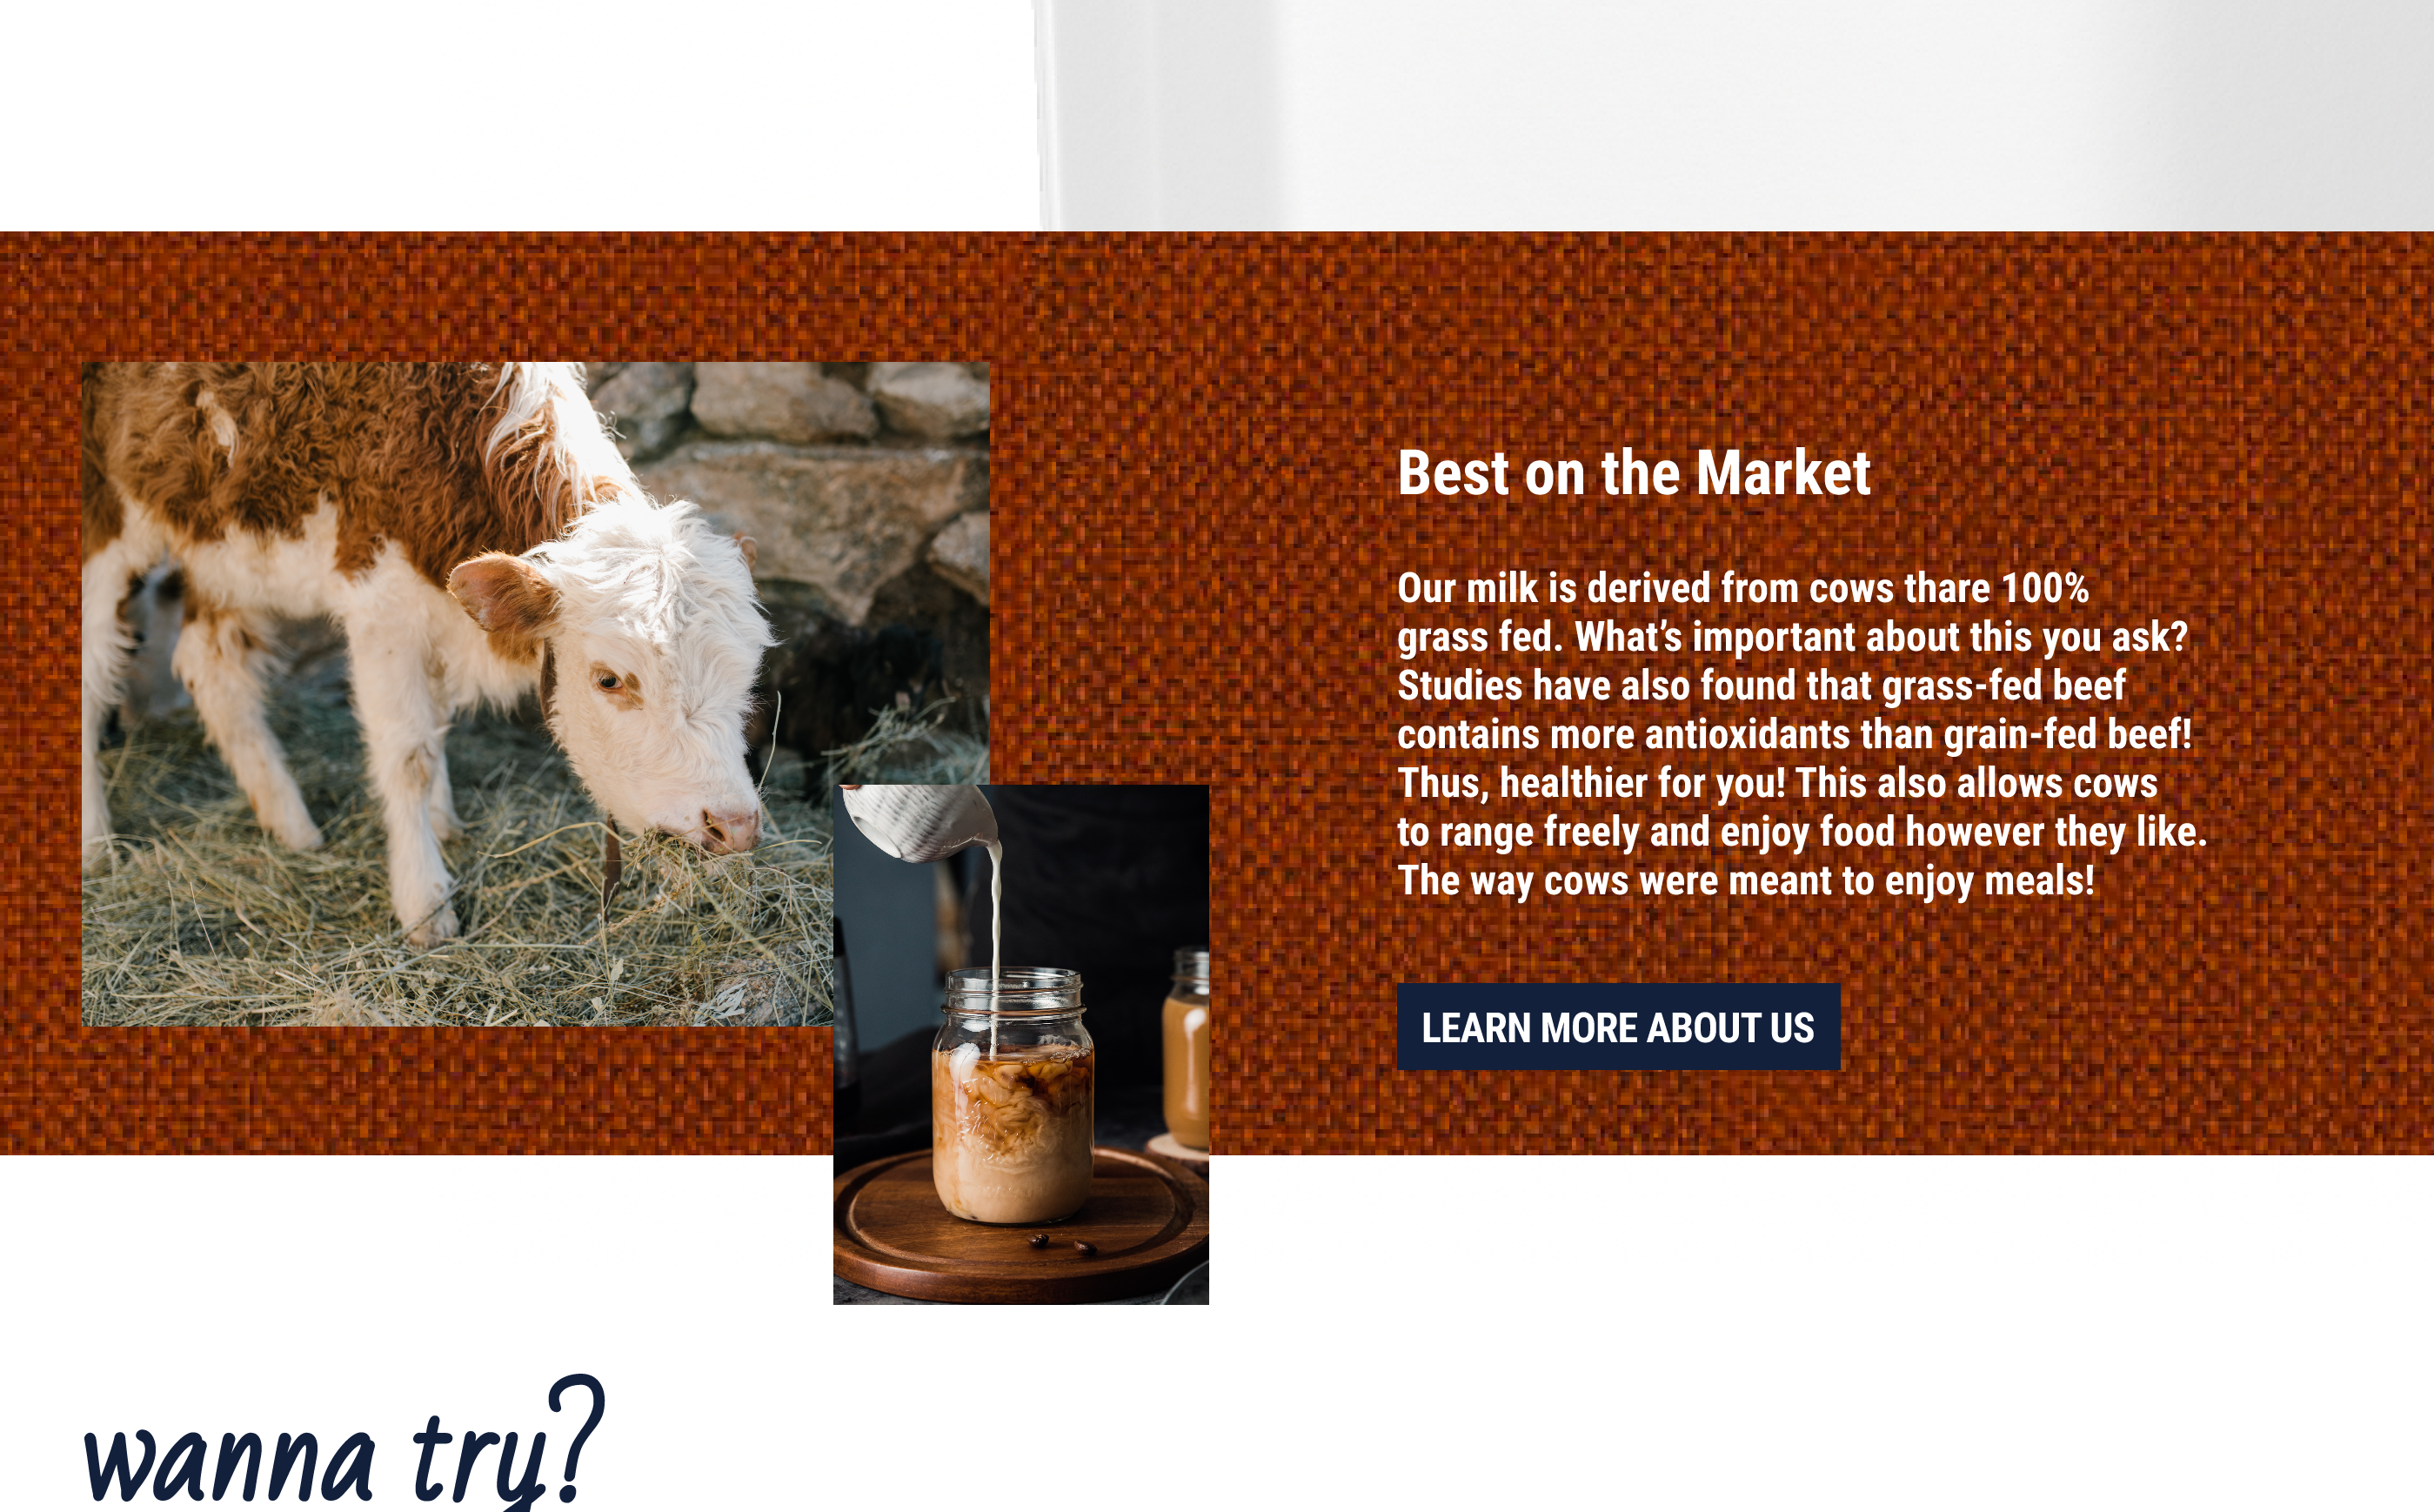 Best on the Market
Our milk is derived from cows thare 100%
grass fed. What’s important about this you ask?
Studies have also found that grass-fed beef
contains more antioxidants than grain-fed beef!
Thus, healthier for you! This also allows cows
to range freely and enjoy food however they like.
The way cows were meant to enjoy meals!
LEARN MORE ABOUT US
wanna try?